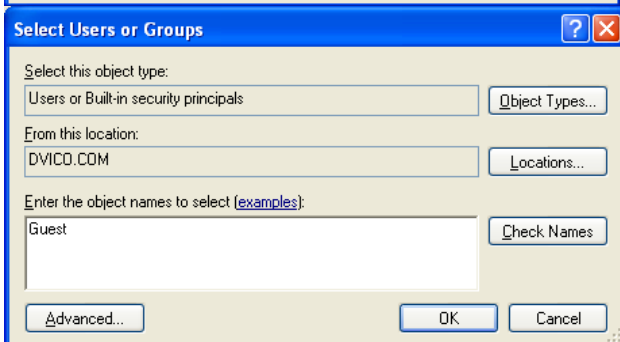 Select Users or Groups
Select this object type:
Users or Built-in security principals
Object Types...
From this location:
DVICO.COM
Locations...
Enter the object names to select (examples):
Guest
Check Names
Advanced...
OK
Cancel